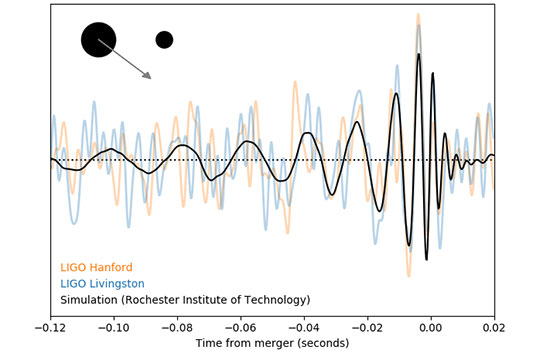 LIGO Hanford
LIGO Livingston
Simulation (Rochester Institute of Technology)
−0.12 −0.10 −0.08 −0.06 −0.04 −0.02 0.00 0.02
Time from merger (seconds)